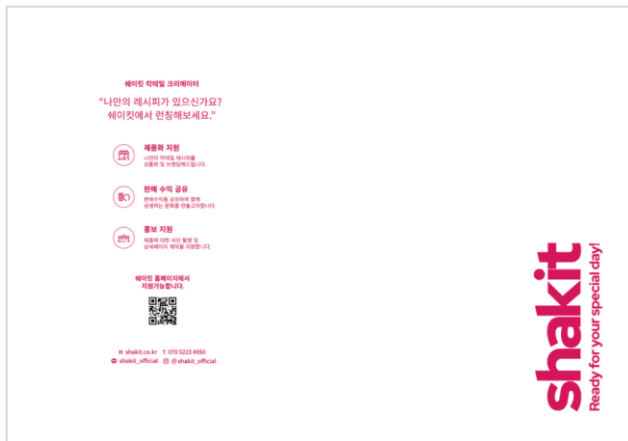 쉐이킷 칵테일 크리에이터
"나만의 레시피가 있으신가요?
쉐이킷에서 런칭해보세요."
제품화 지원
나만의 칵테일 레시피를
상품화 및 브랜딩해드립니다.
판매 수익 공유
판매수익을 공유하며 함께
상생하는 문화를 만들고자합니다.
홍보 지원
제품에 대한 사진 촬영 및
상세페이지 제작을 지원합니다.
쉐이킷 홈페이지에서
지원가능합니다.
H shakit.co.kr T 070 5223 4950
shakit_official @shakit_official
shakit
Ready for your special day!